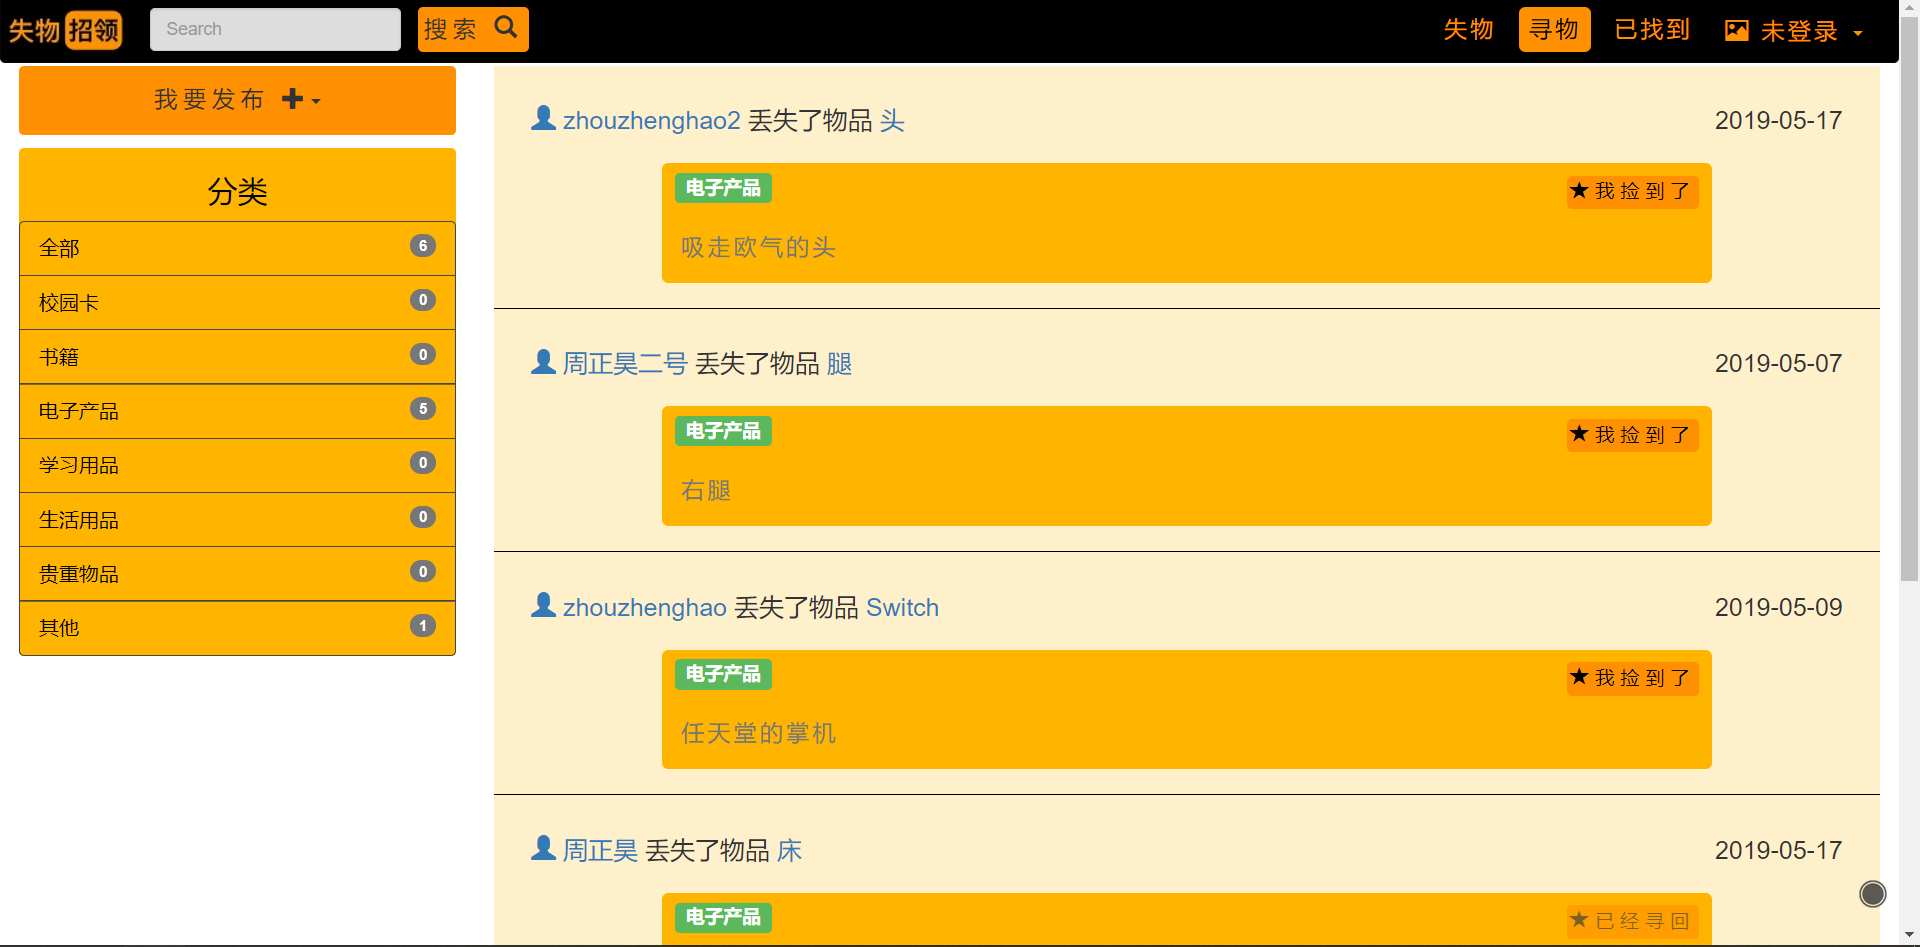 失物 招领 Search 搜索 失物 寻物 已找到 未登录
我要发布
分类
全部 6
校园卡 0
书籍 0
电子产品 5
学习用品 0
生活用品 0
贵重物品 0
其他 1
zhouzhenghao2 丢失了物品 头 2019-05-17
电子产品 我捡到了
吸走欧气的头
周正昊二号 丢失了物品 腿 2019-05-07
电子产品 我捡到了
右腿
zhouzhenghao 丢失了物品 Switch 2019-05-09
电子产品 我捡到了
任天堂的掌机
周正昊 丢失了物品 床 2019-05-17
电子产品 已经寻回